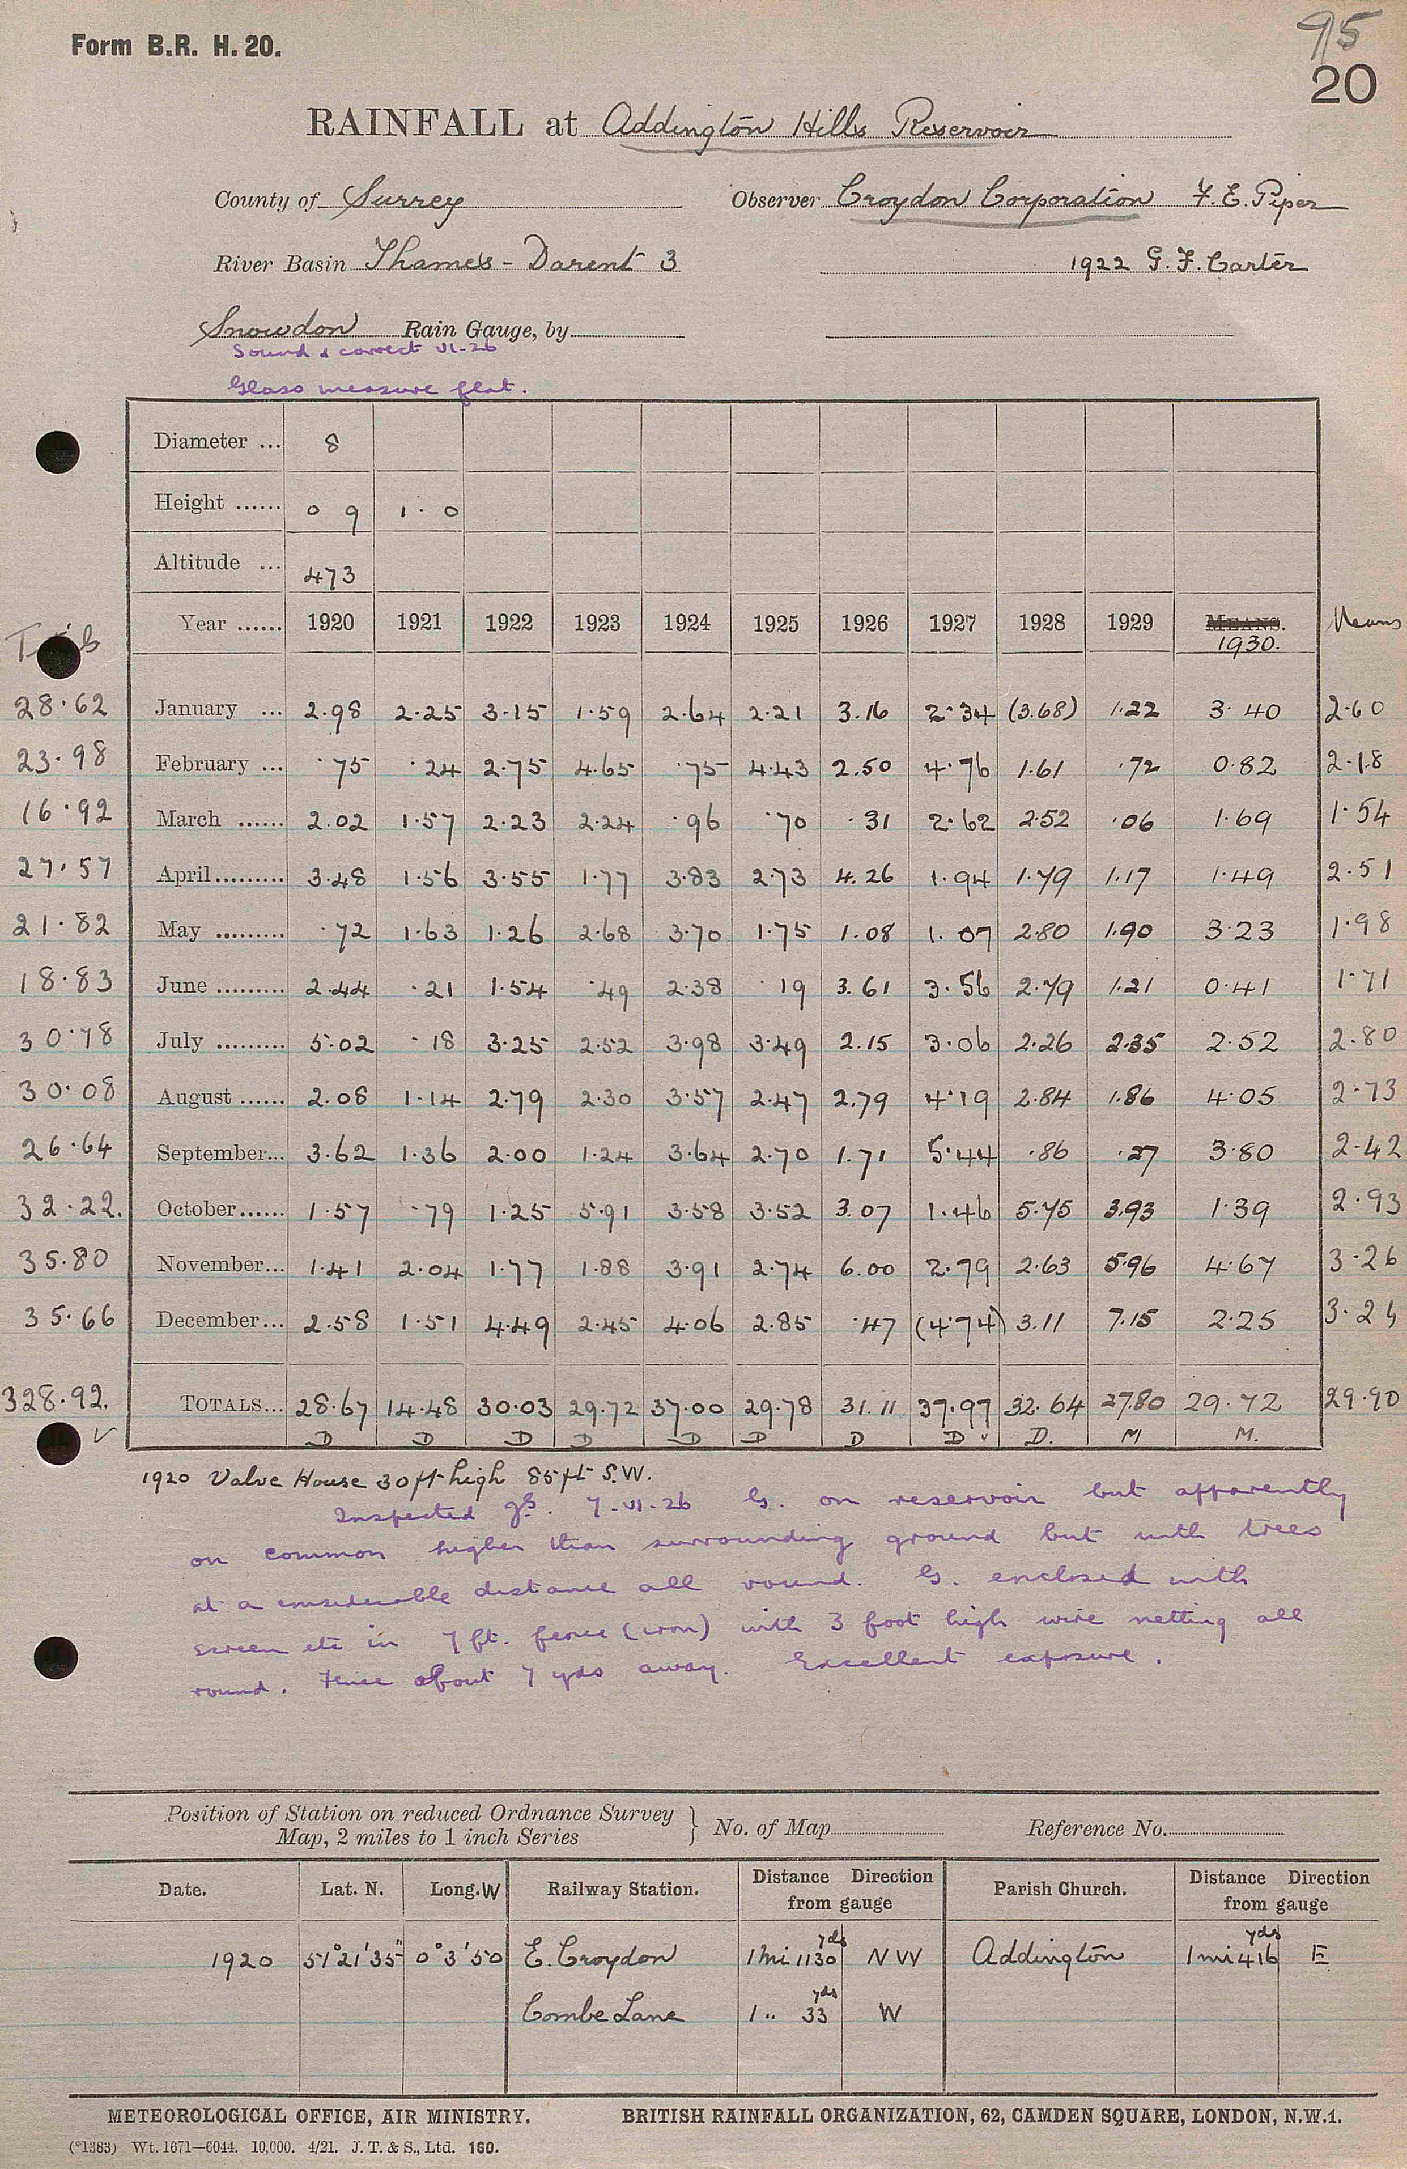 Form B.R. H. 20.
95
20
RAINFALL at Addington Hills Reservoir
County of Surrey Observer Croydon Corporation F. E. Piper
River Basin Thames - Darent 3 1922 G. F. Carter
Snowdon Rain Gauge, by
Sound & correct VI-26
Glass measure flat.
Diameter ... 8
Height ...... 0 9 1 · 0
Altitude ... 473
Year ...... 1920 1921 1922 1923 1924 1925 1926 1927 1928 1929 MEANS. Means
1930.
28·62 January ... 2.98 2.25 3.15 1.59 2.64 2.21 3.16 2.34 (3.68) 1.22 3.40 2.60
23.98 February ... ·75 ·24 2.75 4.65 ·75 4.43 2.50 4.76 1.61 ·72 0.82 2.18
16.92 March ...... 2.02 1.57 2.23 2.24 ·96 ·70 ·31 2.62 2.52 ·06 1.69 1.54
27.57 April......... 3.48 1.56 3.55 1.77 3.83 2.73 4.26 1.94 1.79 1.17 1.49 2.51
21.82 May ......... ·72 1.63 1.26 2.68 3.70 1.75 1.08 1.07 2.80 1.90 3.23 1.98
18.83 June ......... 2.44 ·21 1.54 ·49 2.38 ·19 3.61 3.56 2.79 1.21 0.41 1.71
30.78 July ......... 5.02 ·18 3.25 2.52 3.98 3.49 2.15 3.06 2.26 2.35 2.52 2.80
30.08 August ...... 2.08 1.14 2.79 2.30 3.57 2.47 2.79 4.19 2.84 1.86 4.05 2.73
26.64 September... 3.62 1.36 2.00 1.24 3.64 2.70 1.71 5.44 ·86 ·27 3.80 2.42
32.22. October...... 1.57 ·79 1.25 5.91 3.58 3.52 3.07 1.46 5.75 3.93 1.39 2.93
35.80 November... 1.41 2.04 1.77 1.88 3.91 2.74 6.00 2.79 2.63 5.96 4.67 3.26
35.66 December... 2.58 1.51 4.49 2.45 4.06 2.85 ·47 (4.74) 3.11 7.15 2.25 3.24
328.92. TOTALS... 28.67 14.48 30.03 29.72 37.00 29.78 31.11 37.97 32.64 27.80 29.72 29.90
D D D D D D D D D. M M.
1920 Valve House 30 ft high 85 ft S.W.
Inspected 7-VI-26 G. on reservoir but apparently
on common higher than surrounding ground but with trees
at a considerable distance all round. G. enclosed with
screen etc in 7 ft. fence (iron) with 3 foot high wire netting all
round. Fence about 7 yds away. Excellent exposure.
Position of Station on reduced Ordnance Survey
Map, 2 miles to 1 inch Series } No. of Map Reference No.
Date. Lat. N. Long. W Railway Station. Distance Direction from gauge Parish Church. Distance Direction from gauge
1920 51°21'35" 0°3'50 E. Croydon 1 mi 1130 yds N W Addington 1 mi 416 yds E
Combe Lane 1 " 33 yds W
METEOROLOGICAL OFFICE, AIR MINISTRY. BRITISH RAINFALL ORGANIZATION, 62, CAMDEN SQUARE, LONDON, N.W.1.
(*1383) Wt. 1671—6044. 10,000. 4/21. J. T. & S., Ltd. 160.